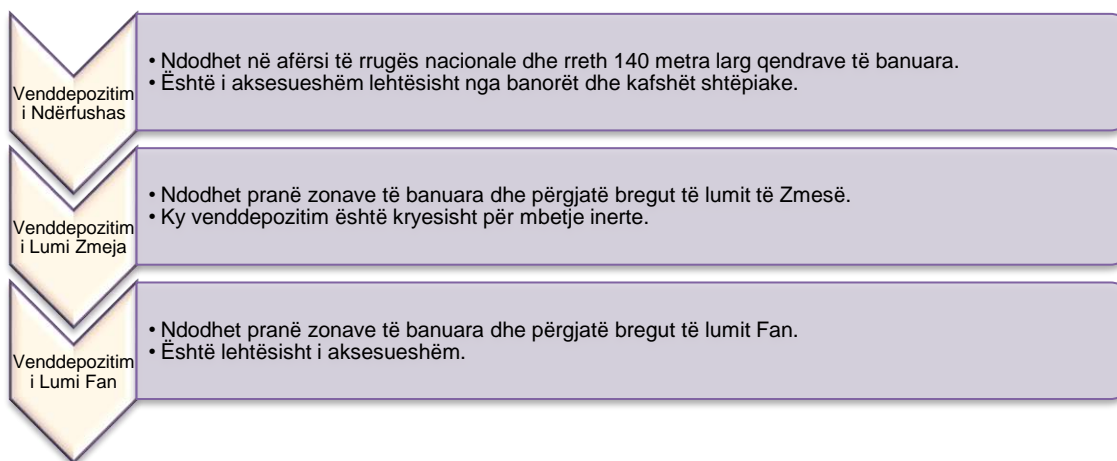 Venddepozitim
i Ndërfushas
• Ndodhet në afërsi të rrugës nacionale dhe rreth 140 metra larg qendrave të banuara.
• Është i aksesueshëm lehtësisht nga banorët dhe kafshët shtëpiake.
Venddepozitim
i Lumi Zmeja
• Ndodhet pranë zonave të banuara dhe përgjatë bregut të lumit të Zmesë.
• Ky venddepozitim është kryesisht për mbetje inerte.
Venddepozitim
i Lumi Fan
• Ndodhet pranë zonave të banuara dhe përgjatë bregut të lumit Fan.
• Është lehtësisht i aksesueshëm.